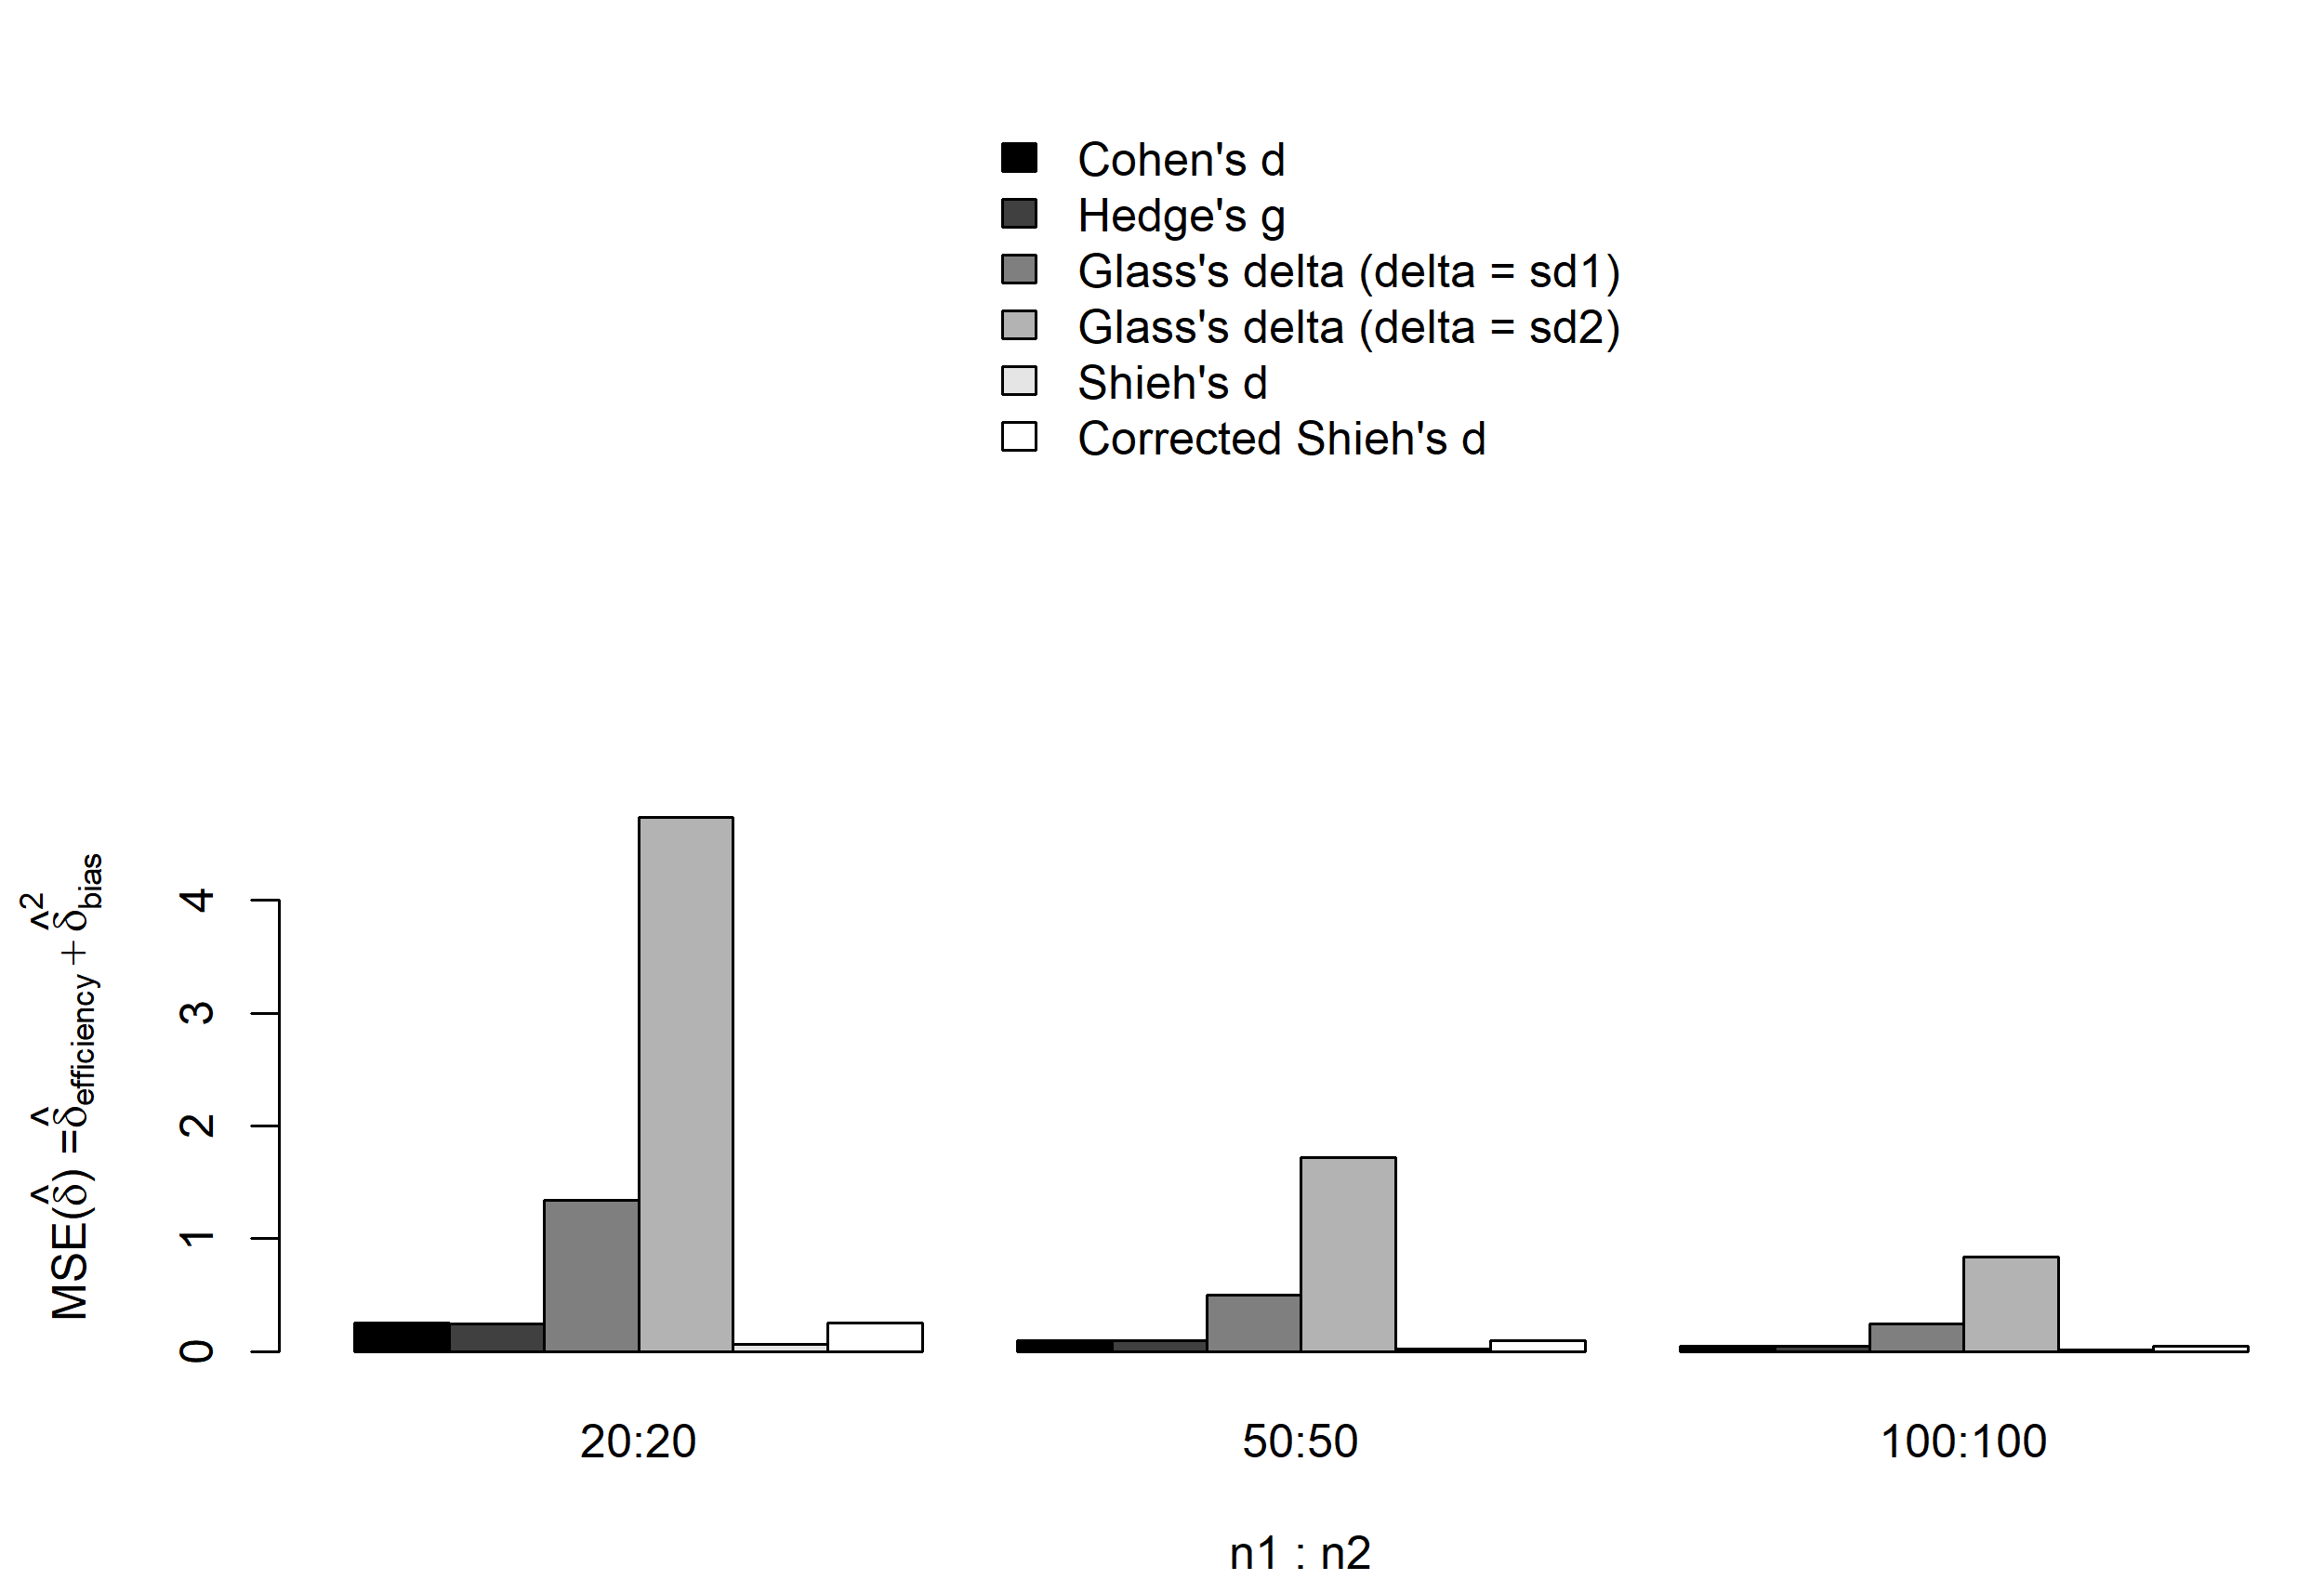 Cohen's d
Hedge's g
Glass's delta (delta = sd1)
Glass's delta (delta = sd2)
Shieh's d
Corrected Shieh's d
MSE(δ̂) = δ̂efficiency + δ̂²bias
4
3
2
1
0
20:20
50:50
100:100
n1 : n2